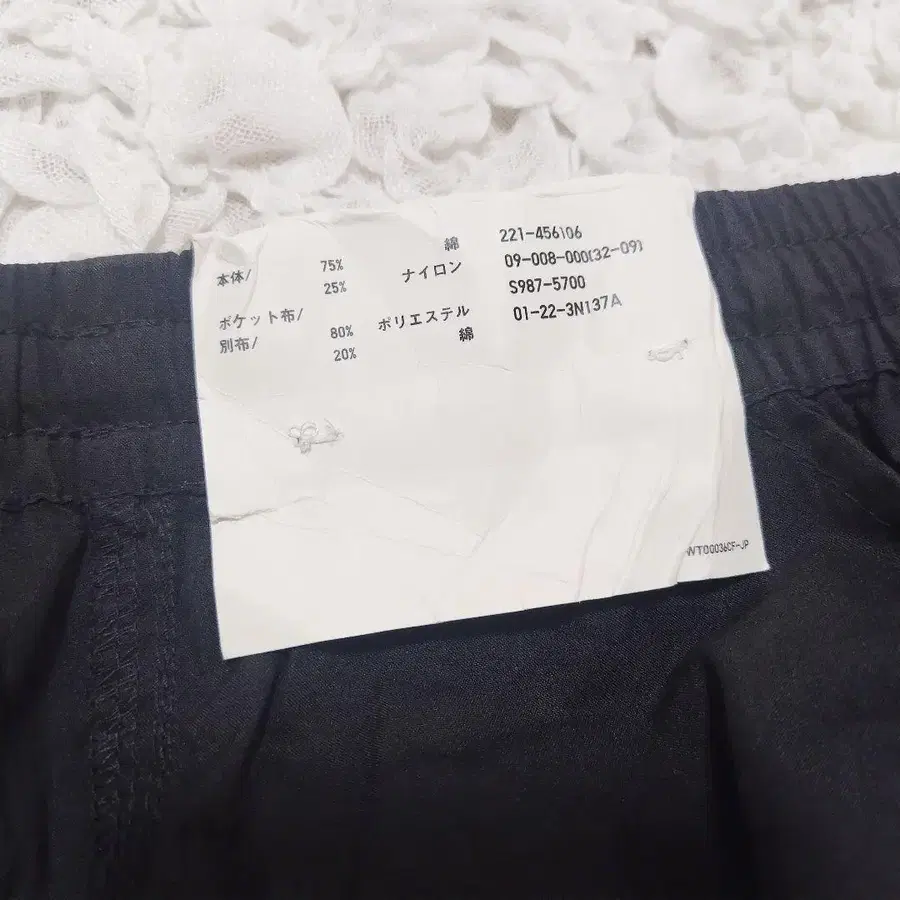 本体/ 75% 綿
25% ナイロン
ポケット布/ 80% ポリエステル
別布/ 20% 綿
221-456106
09-008-000(32-09)
S987-5700
01-22-3N137A
WT00036CF-JP